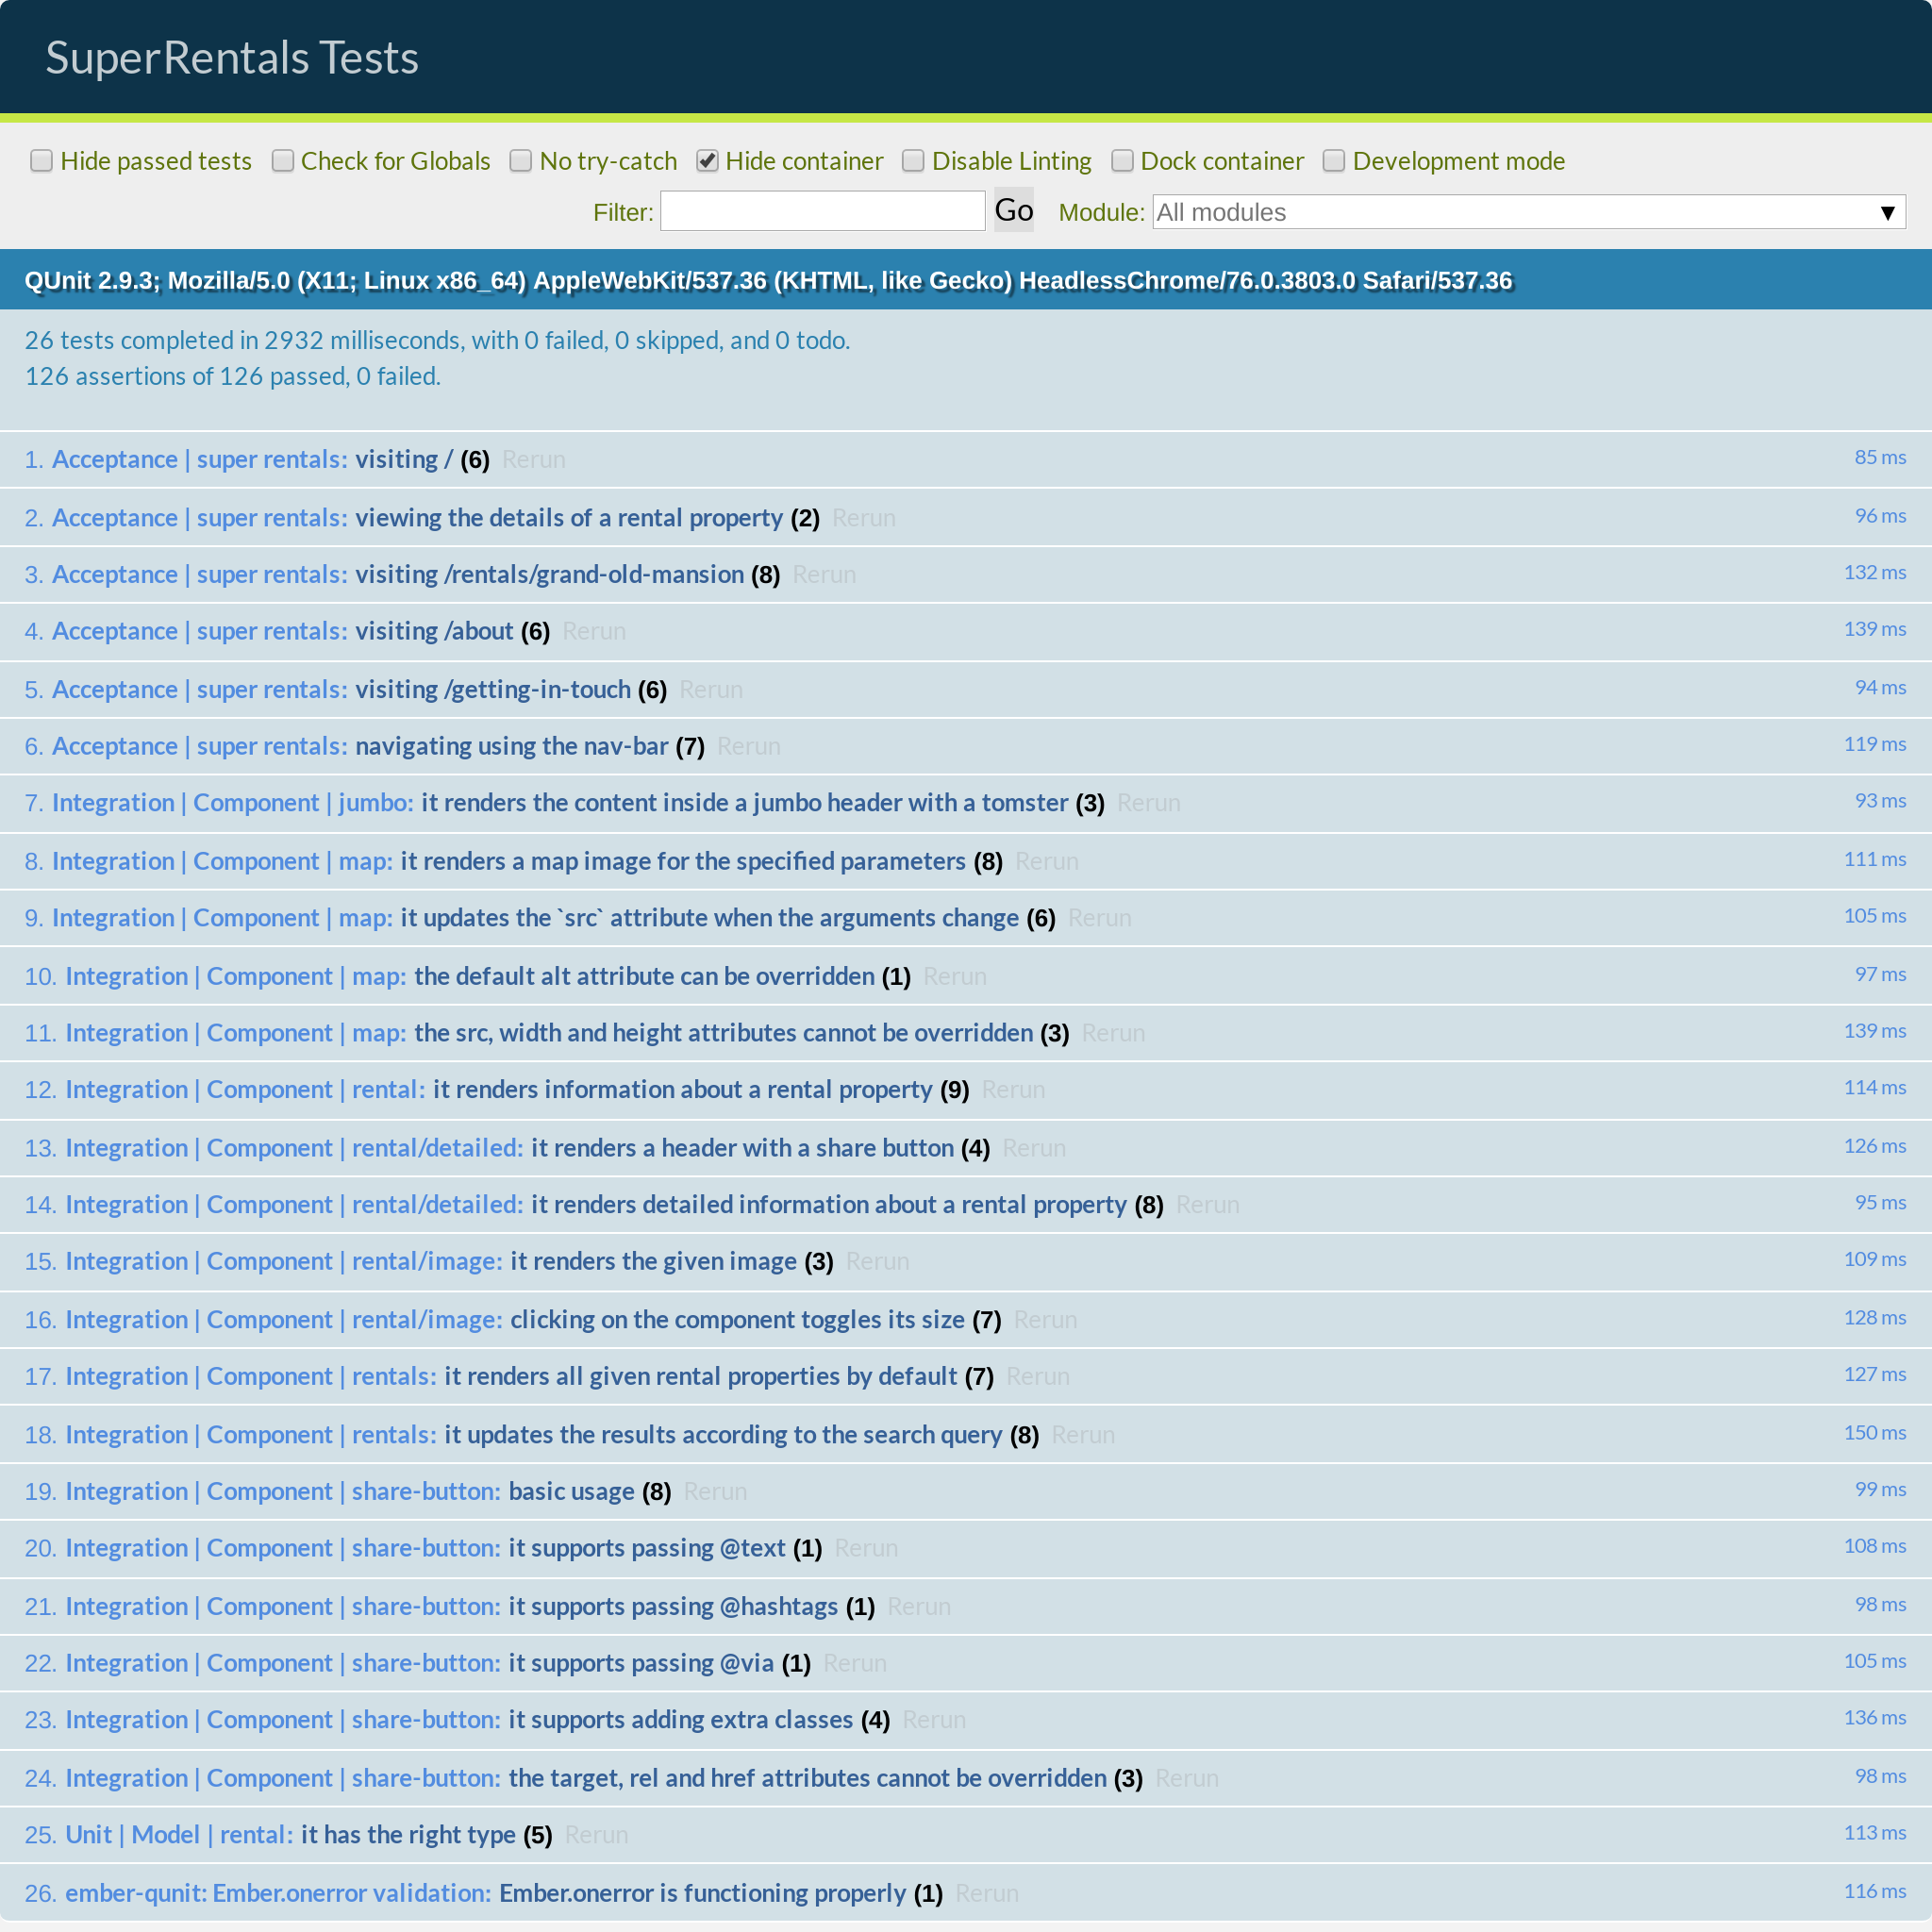 SuperRentals Tests
Hide passed tests Check for Globals No try-catch Hide container Disable Linting Dock container Development mode
Filter: Go Module: All modules ▼
QUnit 2.9.3; Mozilla/5.0 (X11; Linux x86_64) AppleWebKit/537.36 (KHTML, like Gecko) HeadlessChrome/76.0.3803.0 Safari/537.36
26 tests completed in 2932 milliseconds, with 0 failed, 0 skipped, and 0 todo.
126 assertions of 126 passed, 0 failed.
1. Acceptance | super rentals: visiting / (6) Rerun 85 ms
2. Acceptance | super rentals: viewing the details of a rental property (2) Rerun 96 ms
3. Acceptance | super rentals: visiting /rentals/grand-old-mansion (8) Rerun 132 ms
4. Acceptance | super rentals: visiting /about (6) Rerun 139 ms
5. Acceptance | super rentals: visiting /getting-in-touch (6) Rerun 94 ms
6. Acceptance | super rentals: navigating using the nav-bar (7) Rerun 119 ms
7. Integration | Component | jumbo: it renders the content inside a jumbo header with a tomster (3) Rerun 93 ms
8. Integration | Component | map: it renders a map image for the specified parameters (8) Rerun 111 ms
9. Integration | Component | map: it updates the `src` attribute when the arguments change (6) Rerun 105 ms
10. Integration | Component | map: the default alt attribute can be overridden (1) Rerun 97 ms
11. Integration | Component | map: the src, width and height attributes cannot be overridden (3) Rerun 139 ms
12. Integration | Component | rental: it renders information about a rental property (9) Rerun 114 ms
13. Integration | Component | rental/detailed: it renders a header with a share button (4) Rerun 126 ms
14. Integration | Component | rental/detailed: it renders detailed information about a rental property (8) Rerun 95 ms
15. Integration | Component | rental/image: it renders the given image (3) Rerun 109 ms
16. Integration | Component | rental/image: clicking on the component toggles its size (7) Rerun 128 ms
17. Integration | Component | rentals: it renders all given rental properties by default (7) Rerun 127 ms
18. Integration | Component | rentals: it updates the results according to the search query (8) Rerun 150 ms
19. Integration | Component | share-button: basic usage (8) Rerun 99 ms
20. Integration | Component | share-button: it supports passing @text (1) Rerun 108 ms
21. Integration | Component | share-button: it supports passing @hashtags (1) Rerun 98 ms
22. Integration | Component | share-button: it supports passing @via (1) Rerun 105 ms
23. Integration | Component | share-button: it supports adding extra classes (4) Rerun 136 ms
24. Integration | Component | share-button: the target, rel and href attributes cannot be overridden (3) Rerun 98 ms
25. Unit | Model | rental: it has the right type (5) Rerun 113 ms
26. ember-qunit: Ember.onerror validation: Ember.onerror is functioning properly (1) Rerun 116 ms